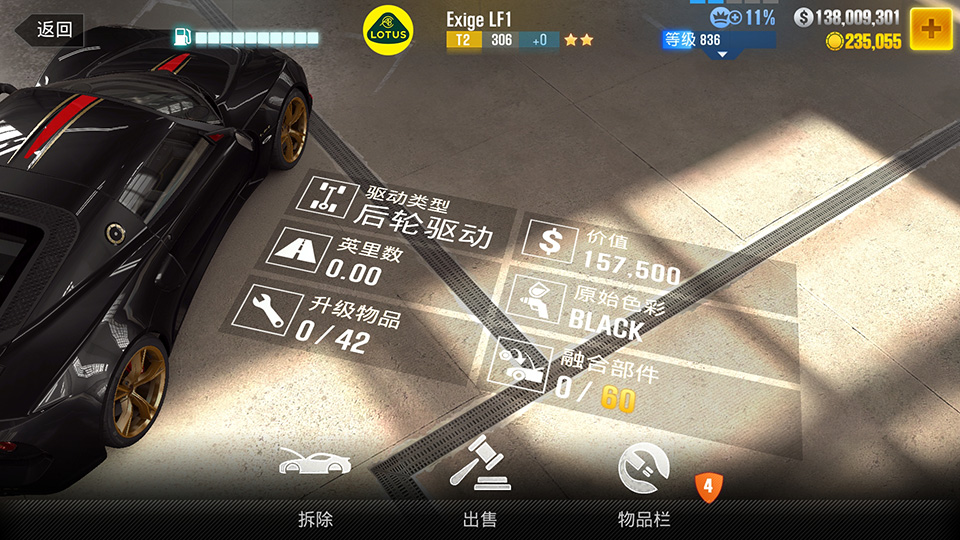 返回
LOTUS
Exige LF1
T2 306 +0
11%
等级 836
138,009,301
235,055
驱动类型
后轮驱动
英里数
0.00
升级物品
0/42
价值
157,500
原始色彩
BLACK
融合部件
0/60
拆除
出售
物品栏
4